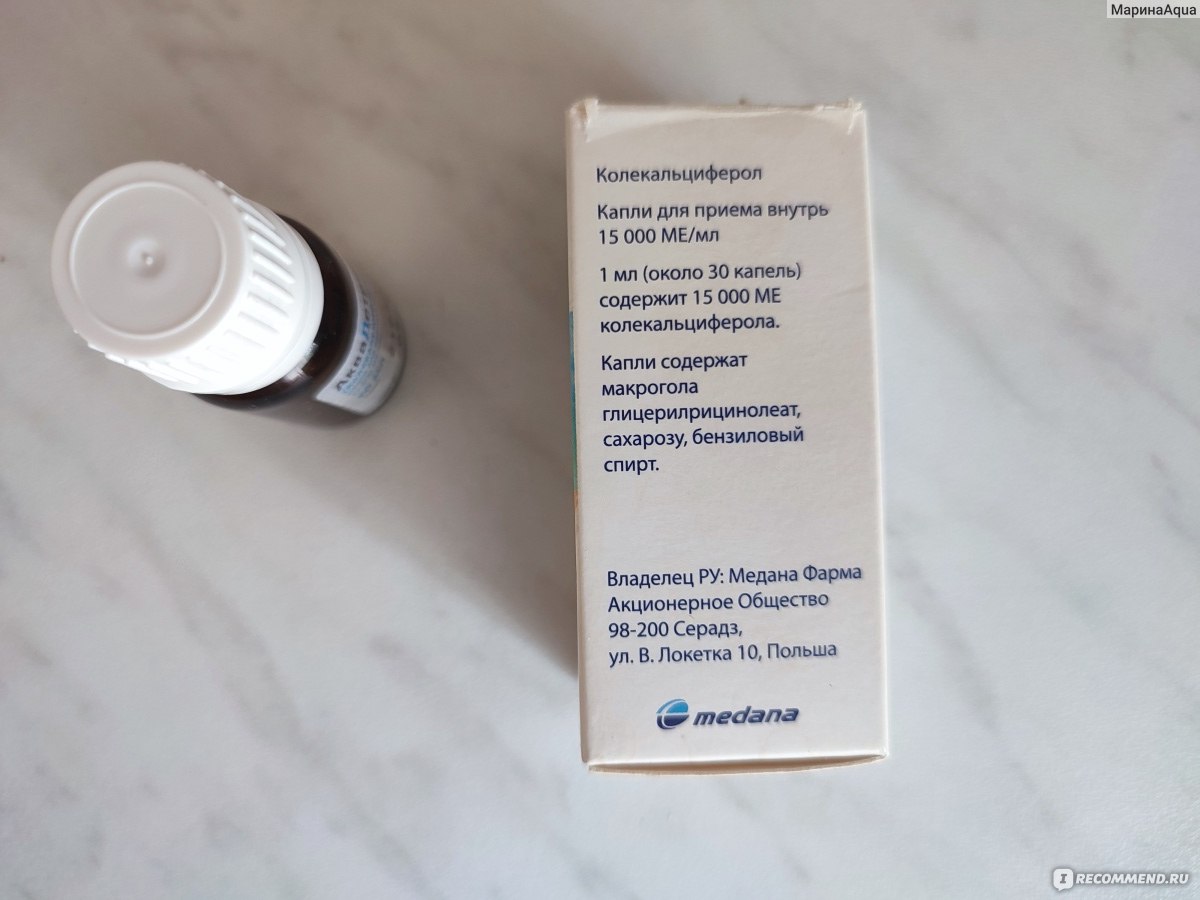 МаринаAqua
Колекальциферол
Капли для приема внутрь
15 000 МЕ/мл
1 мл (около 30 капель)
содержит 15 000 МЕ
колекальциферола.
Капли содержат
макрогола
глицерилрицинолеат,
сахарозу, бензиловый
спирт.
Владелец РУ: Медана Фарма
Акционерное Общество
98-200 Серадз,
ул. В. Локетка 10, Польша
medana
Аква
I RECOMMEND.RU